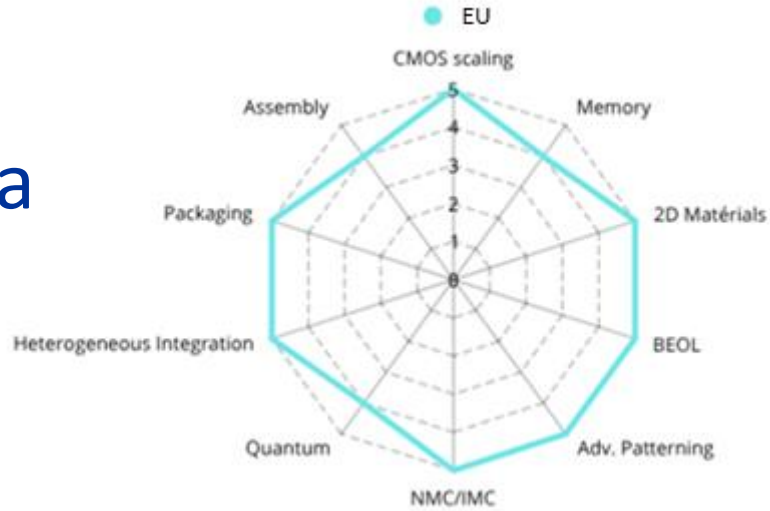 EU
CMOS scaling
Assembly
Memory
5
4
3
2
1
0
a
Packaging
2D Matérials
Heterogeneous Integration
BEOL
Quantum
Adv. Patterning
NMC/IMC